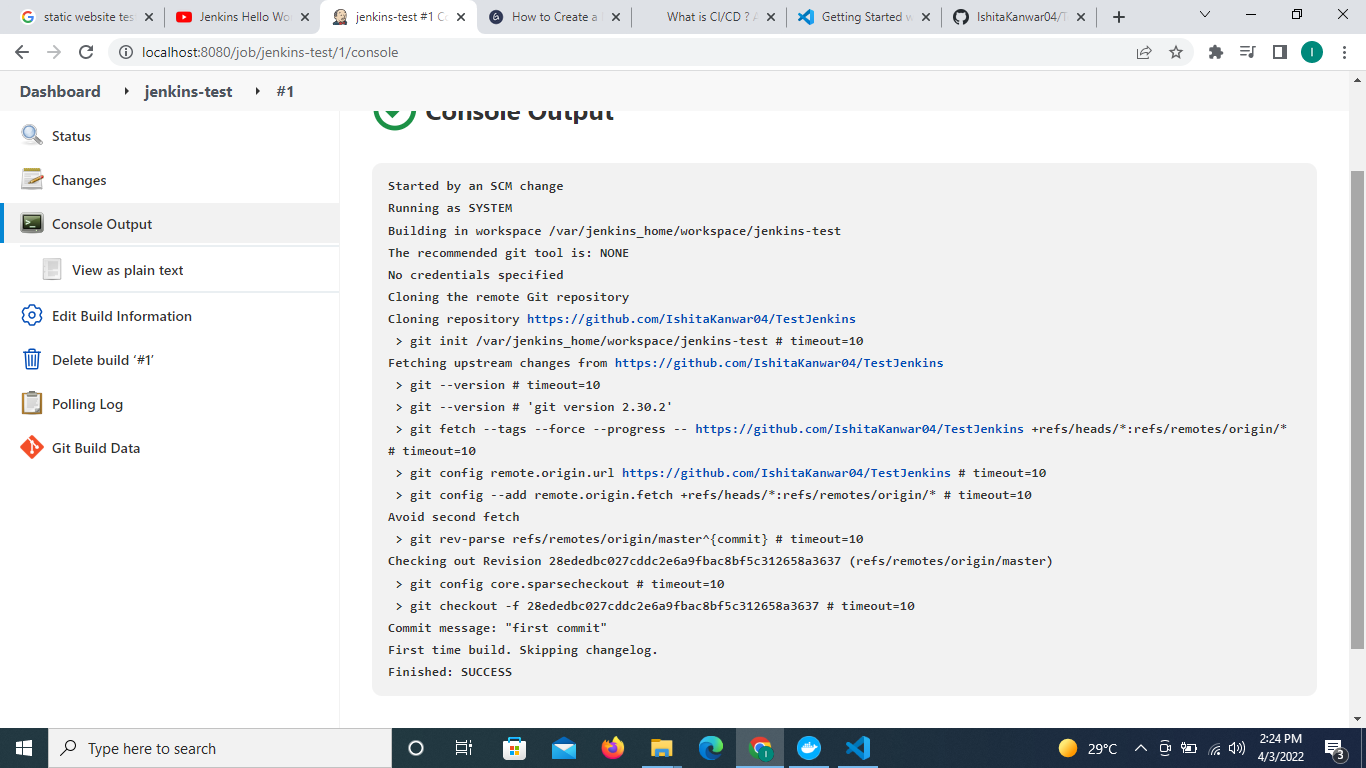 static website tes
Jenkins Hello Wo
jenkins-test #1 C
How to Create a
What is CI/CD ?
Getting Started
IshitaKanwar04/T
localhost:8080/job/jenkins-test/1/console
I
Dashboard
jenkins-test
#1
Status
Changes
Console Output
View as plain text
Edit Build Information
Delete build ‘#1’
Polling Log
Git Build Data
Console Output
Started by an SCM change
Running as SYSTEM
Building in workspace /var/jenkins_home/workspace/jenkins-test
The recommended git tool is: NONE
No credentials specified
Cloning the remote Git repository
Cloning repository https://github.com/IshitaKanwar04/TestJenkins
> git init /var/jenkins_home/workspace/jenkins-test # timeout=10
Fetching upstream changes from https://github.com/IshitaKanwar04/TestJenkins
> git --version # timeout=10
> git --version # 'git version 2.30.2'
> git fetch --tags --force --progress -- https://github.com/IshitaKanwar04/TestJenkins +refs/heads/*:refs/remotes/origin/*
# timeout=10
> git config remote.origin.url https://github.com/IshitaKanwar04/TestJenkins # timeout=10
> git config --add remote.origin.fetch +refs/heads/*:refs/remotes/origin/* # timeout=10
Avoid second fetch
> git rev-parse refs/remotes/origin/master^{commit} # timeout=10
Checking out Revision 28ededbc027cddc2e6a9fbac8bf5c312658a3637 (refs/remotes/origin/master)
> git config core.sparsecheckout # timeout=10
> git checkout -f 28ededbc027cddc2e6a9fbac8bf5c312658a3637 # timeout=10
Commit message: "first commit"
First time build. Skipping changelog.
Finished: SUCCESS
Type here to search
I
29°C
2:24 PM
4/3/2022
3